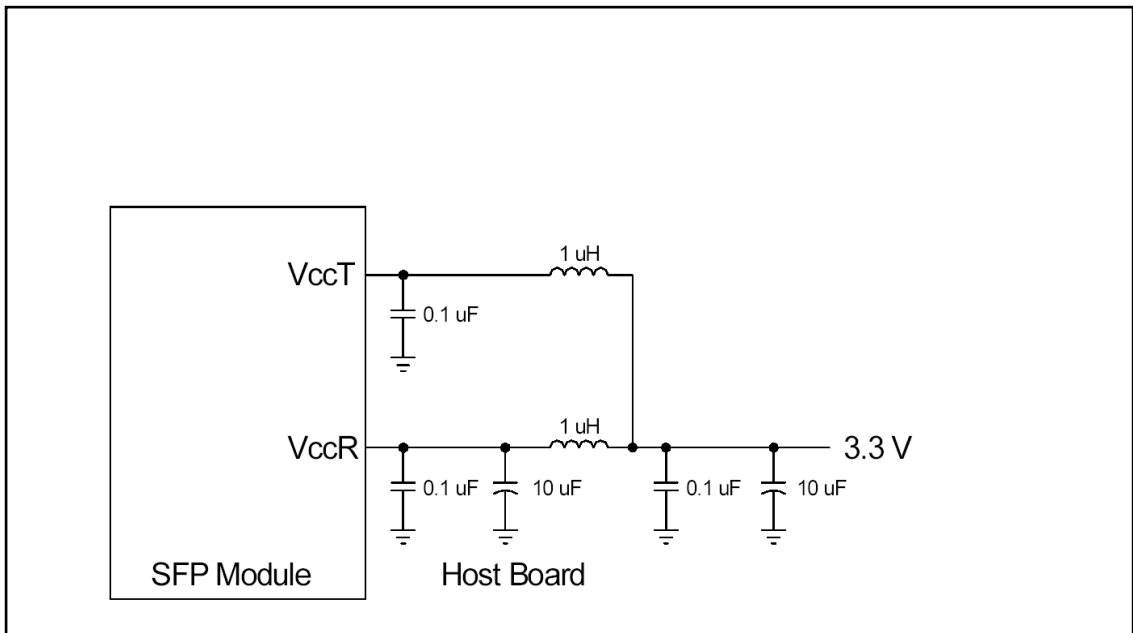 1 uH
VccT
0.1 uF
1 uH
VccR
3.3 V
0.1 uF
10 uF
0.1 uF
10 uF
SFP Module
Host Board